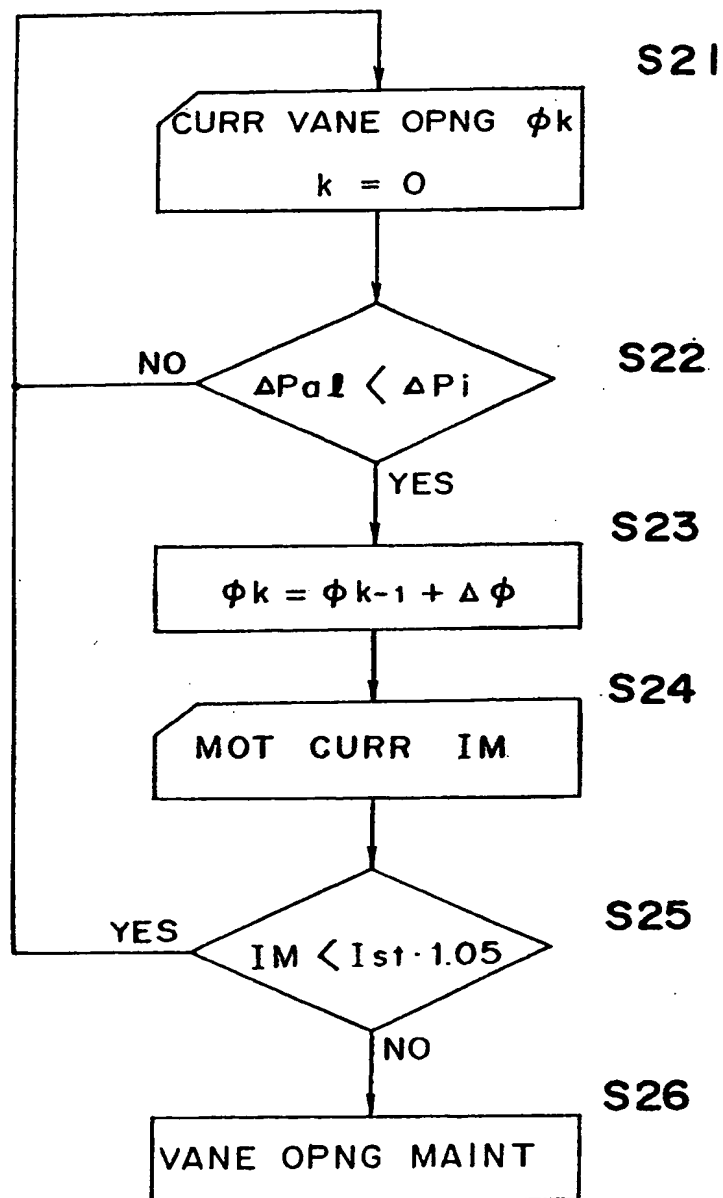 S21
CURR VANE OPNG ϕk
k = 0
S22
NO
ΔPaℓ < ΔPi
YES
S23
ϕk = ϕk-1 + Δϕ
S24
MOT CURR IM
S25
YES
IM < Ist·1.05
NO
S26
VANE OPNG MAINT